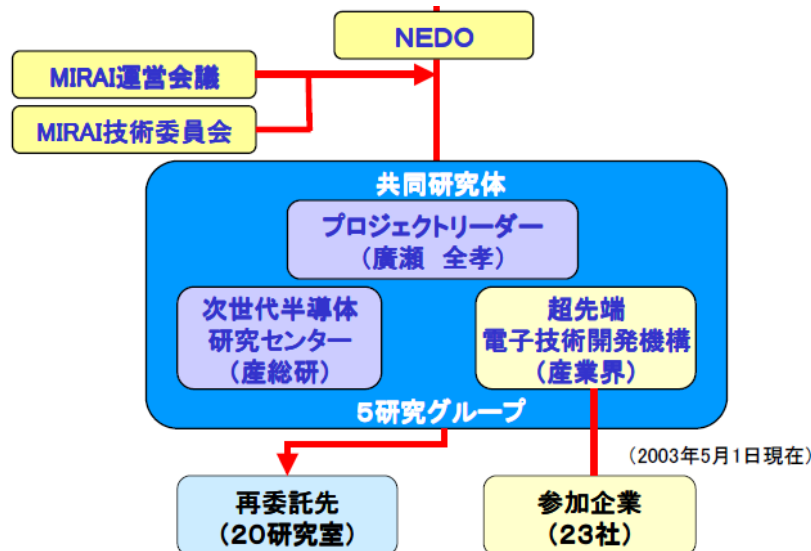 NEDO
MIRAI運営会議
MIRAI技術委員会
共同研究体
プロジェクトリーダー
(廣瀬 全孝)
次世代半導体
研究センター
(産総研)
超先端
電子技術開発機構
(産業界)
5研究グループ
(2003年5月1日現在)
再委託先
(20研究室)
参加企業
(23社)